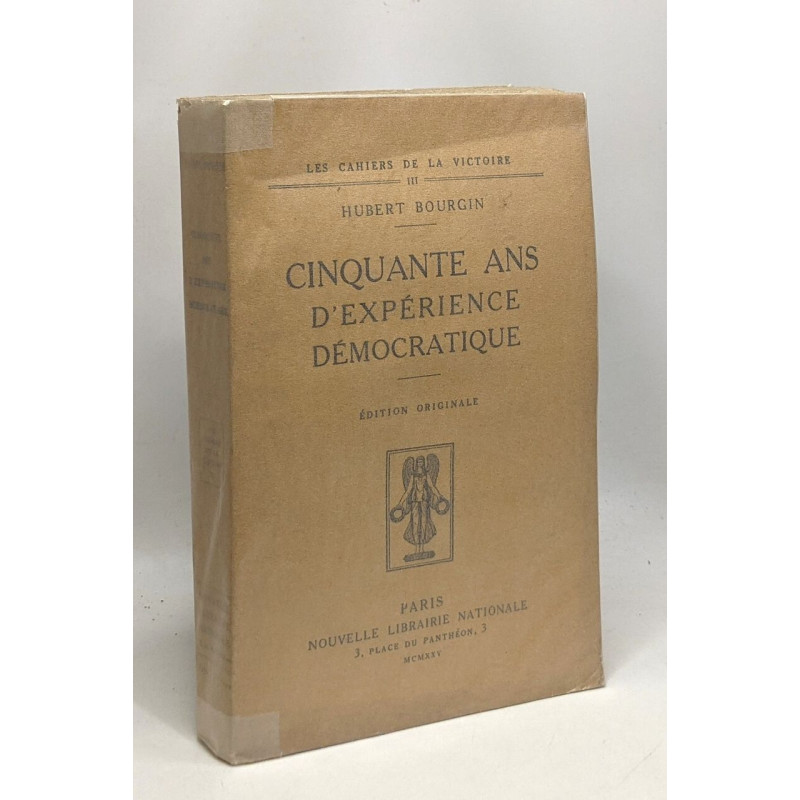 LES CAHIERS DE LA VICTOIRE
III
HUBERT BOURGIN
CINQUANTE ANS
D'EXPÉRIENCE
DÉMOCRATIQUE
ÉDITION ORIGINALE
PARIS
NOUVELLE LIBRAIRIE NATIONALE
3, PLACE DU PANTHÉON, 3
MCMXXV